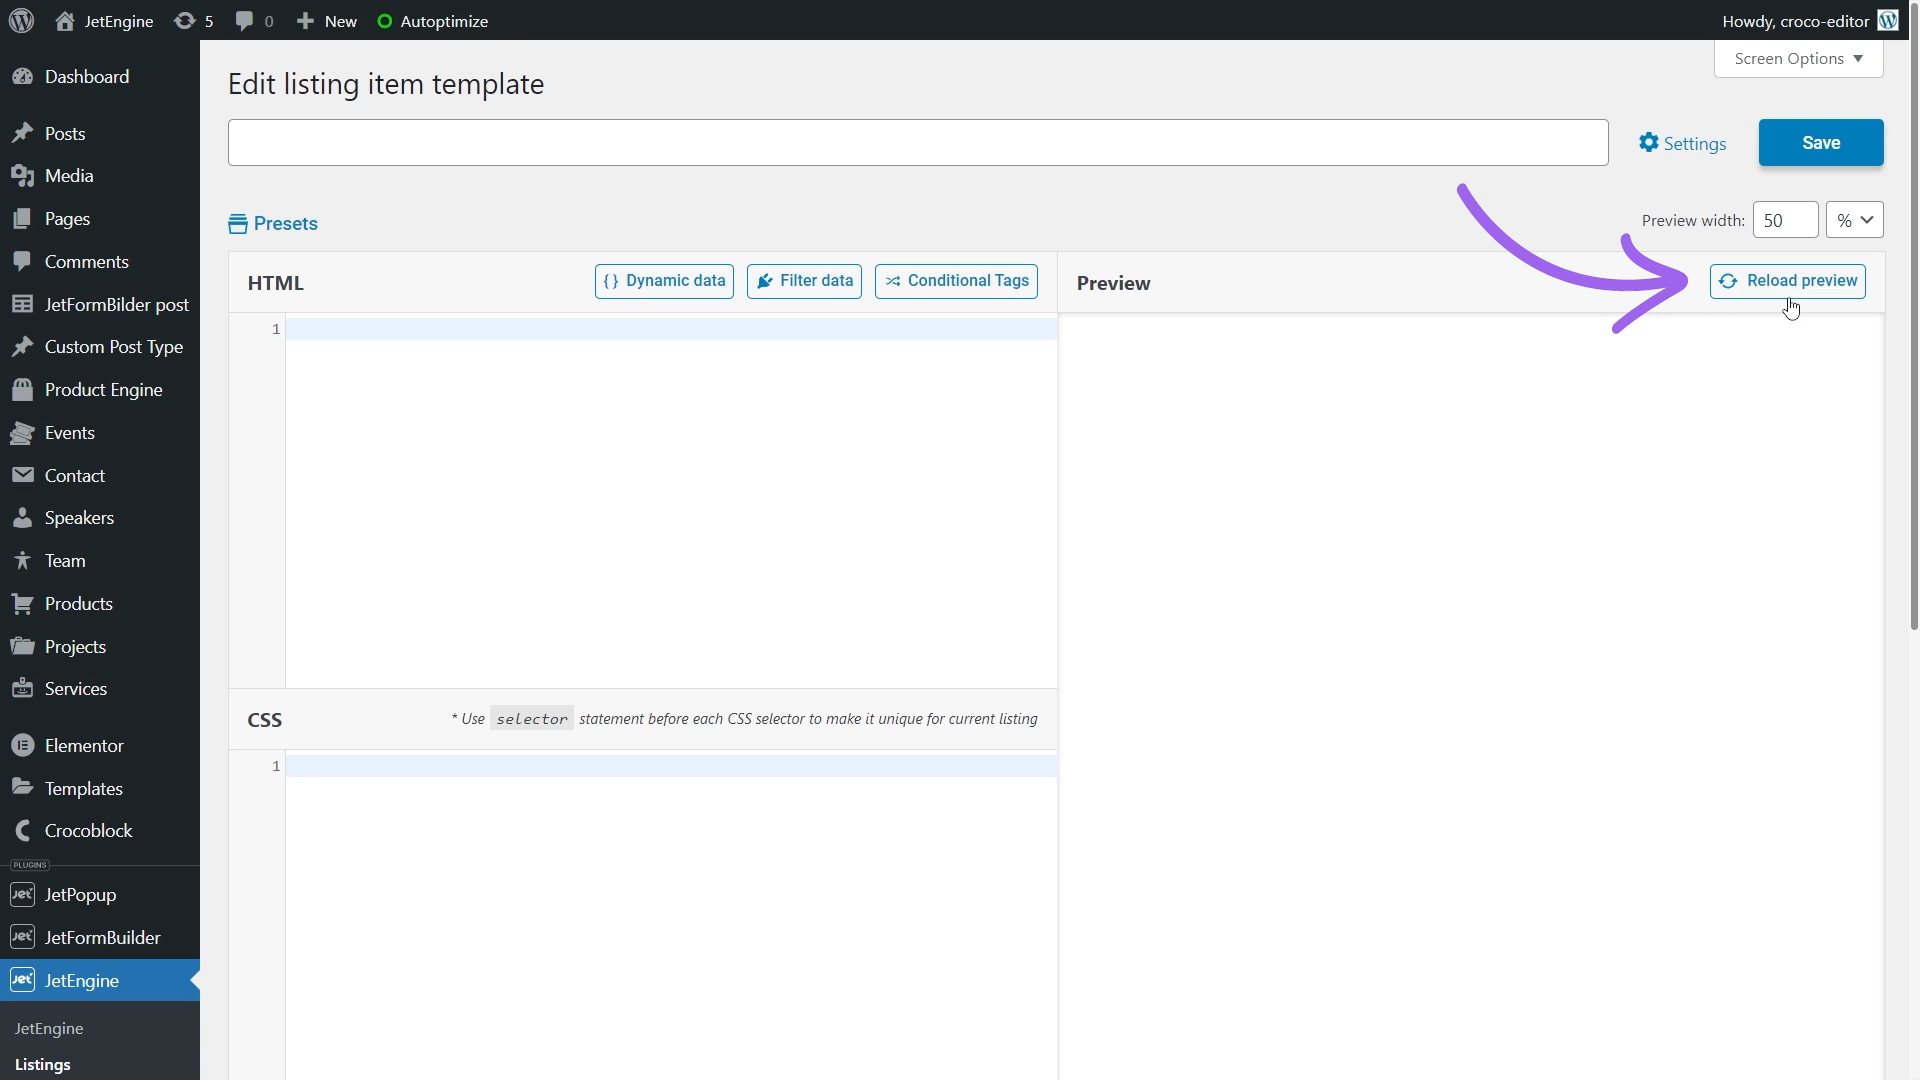 JetEngine 5 0 New Autoptimize Howdy, croco-editor
Screen Options
Dashboard
Posts
Media
Pages
Comments
JetFormBilder post
Custom Post Type
Product Engine
Events
Contact
Speakers
Team
Products
Projects
Services
Elementor
Templates
Crocoblock
PLUGINS
JetPopup
JetFormBuilder
JetEngine
JetEngine
Listings
Edit listing item template
Settings Save
Presets Preview width: 50 %
HTML {} Dynamic data Filter data Conditional Tags
1
CSS * Use selector statement before each CSS selector to make it unique for current listing
1
Preview Reload preview